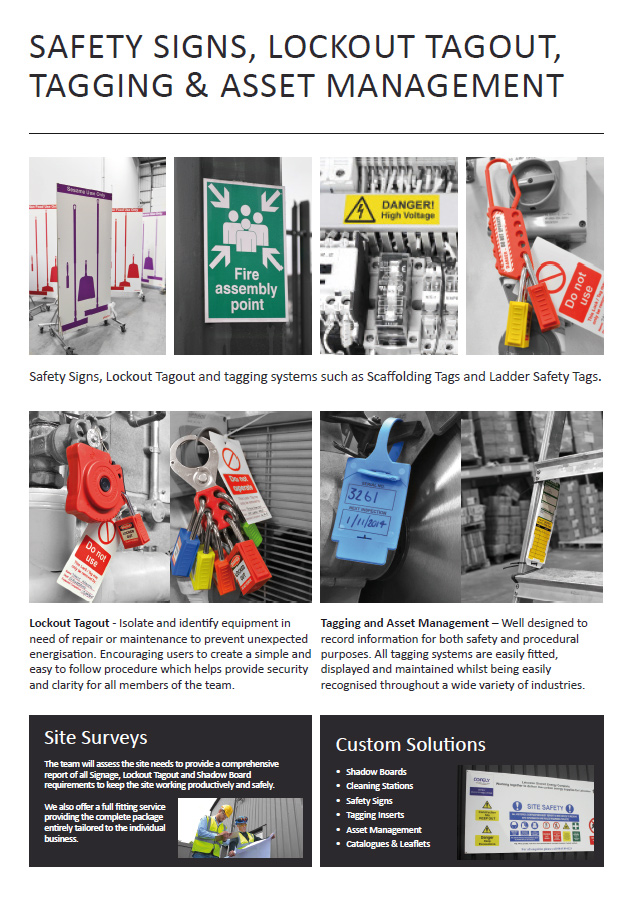 SAFETY SIGNS, LOCKOUT TAGOUT,
TAGGING & ASSET MANAGEMENT
Seasons Use Only
Fire
assembly
point
DANGER!
High Voltage
Do not
use
Safety Signs, Lockout Tagout and tagging systems such as Scaffolding Tags and Ladder Safety Tags.
Do not
use
Do not
operate
3261
NEXT INSPECTION
1/11/2014
Lockout Tagout - Isolate and identify equipment in
need of repair or maintenance to prevent unexpected
energisation. Encouraging users to create a simple and
easy to follow procedure which helps provide security
and clarity for all members of the team.
Tagging and Asset Management – Well designed to
record information for both safety and procedural
purposes. All tagging systems are easily fitted,
displayed and maintained whilst being easily
recognised throughout a wide variety of industries.
Site Surveys
The team will assess the site needs to provide a comprehensive
report of all Signage, Lockout Tagout and Shadow Board
requirements to keep the site working productively and safely.
We also offer a full fitting service
providing the complete package
entirely tailored to the individual
business.
Custom Solutions
• Shadow Boards
• Cleaning Stations
• Safety Signs
• Tagging Inserts
• Asset Management
• Catalogues & Leaflets
SITE SAFETY